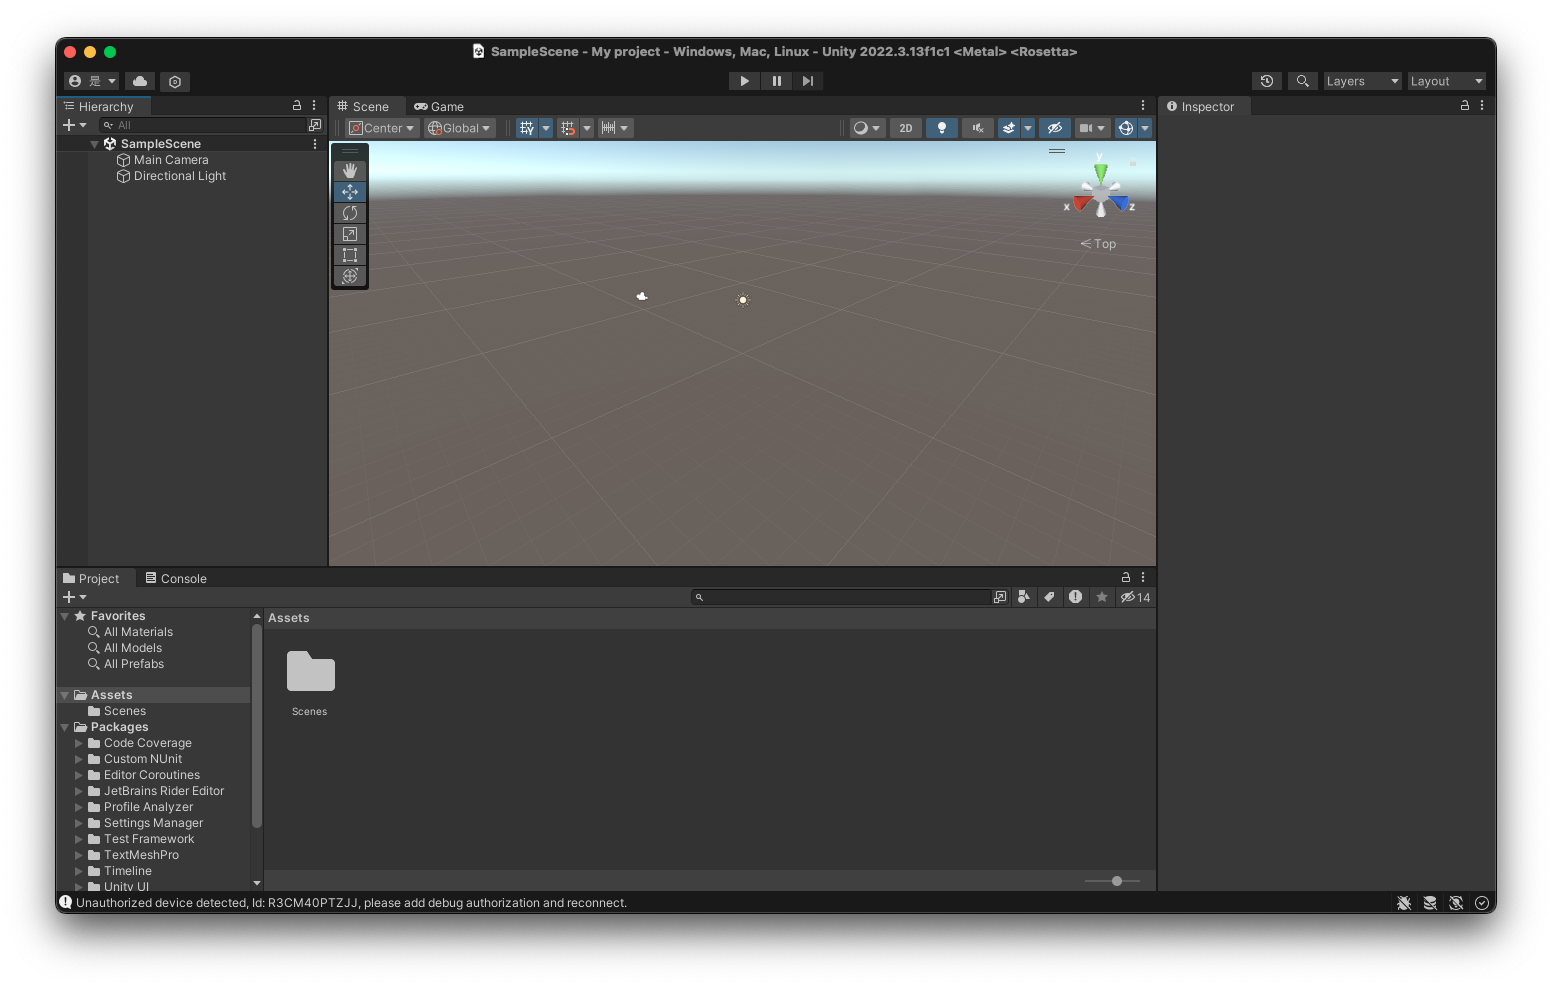 SampleScene - My project - Windows, Mac, Linux - Unity 2022.3.13f1c1 <Metal> <Rosetta>
是
Layers
Layout
Hierarchy
All
SampleScene
Main Camera
Directional Light
Scene
Game
Center
Global
2D
y
x
z
Top
Inspector
Project
Console
14
Favorites
All Materials
All Models
All Prefabs
Assets
Scenes
Packages
Code Coverage
Custom NUnit
Editor Coroutines
JetBrains Rider Editor
Profile Analyzer
Settings Manager
Test Framework
TextMeshPro
Timeline
Unity UI
Assets
Scenes
Unauthorized device detected, Id: R3CM40PTZJJ, please add debug authorization and reconnect.